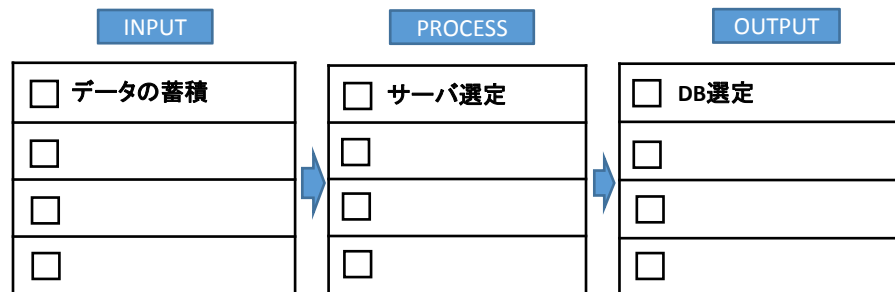 INPUT
PROCESS
OUTPUT
データの蓄積
サーバ選定
DB選定